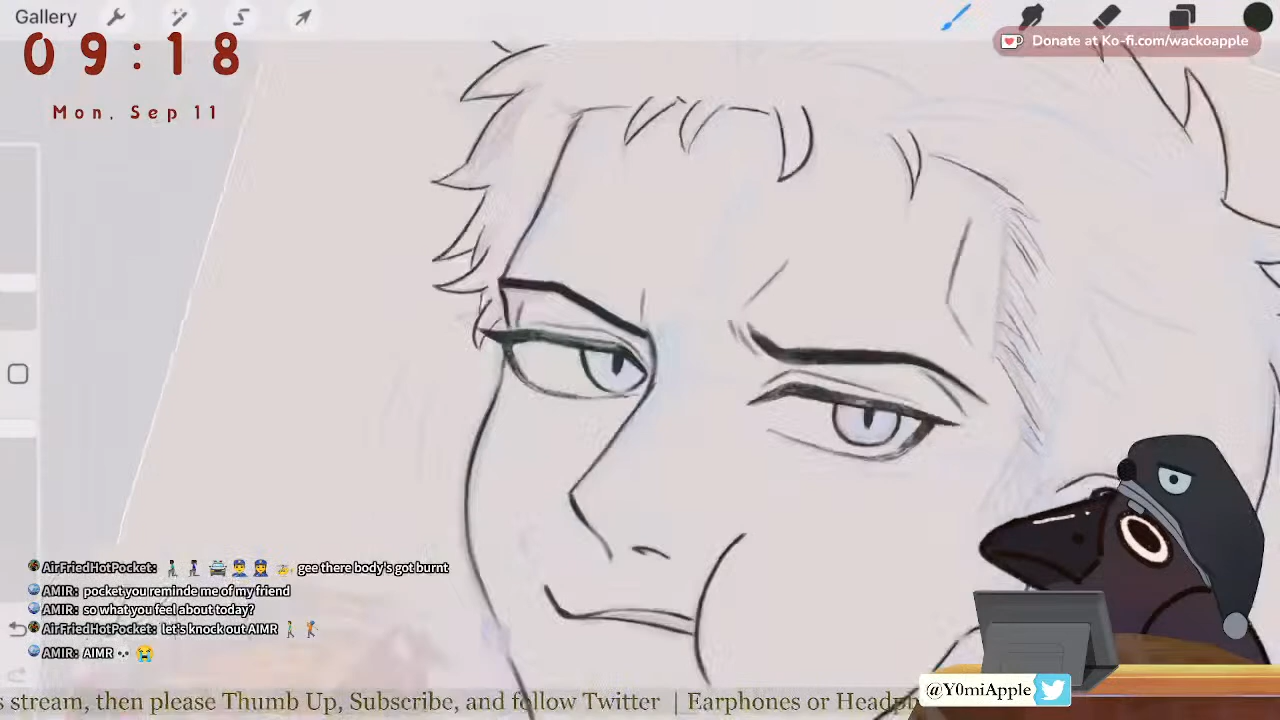 Gallery
Donate at Ko-fi.com/wackoapple
09:18
Mon, Sep 11
AirFriedHotPocket: gee there body's got burnt
AMIR: pocket you reminde me of my friend
AMIR: so what you feel about today?
AirFriedHotPocket: let's knock out AIMR
AMIR: AIMR
@Y0miApple
s stream, then please Thumb Up, Subscribe, and follow Twitter | Earphones or Headp